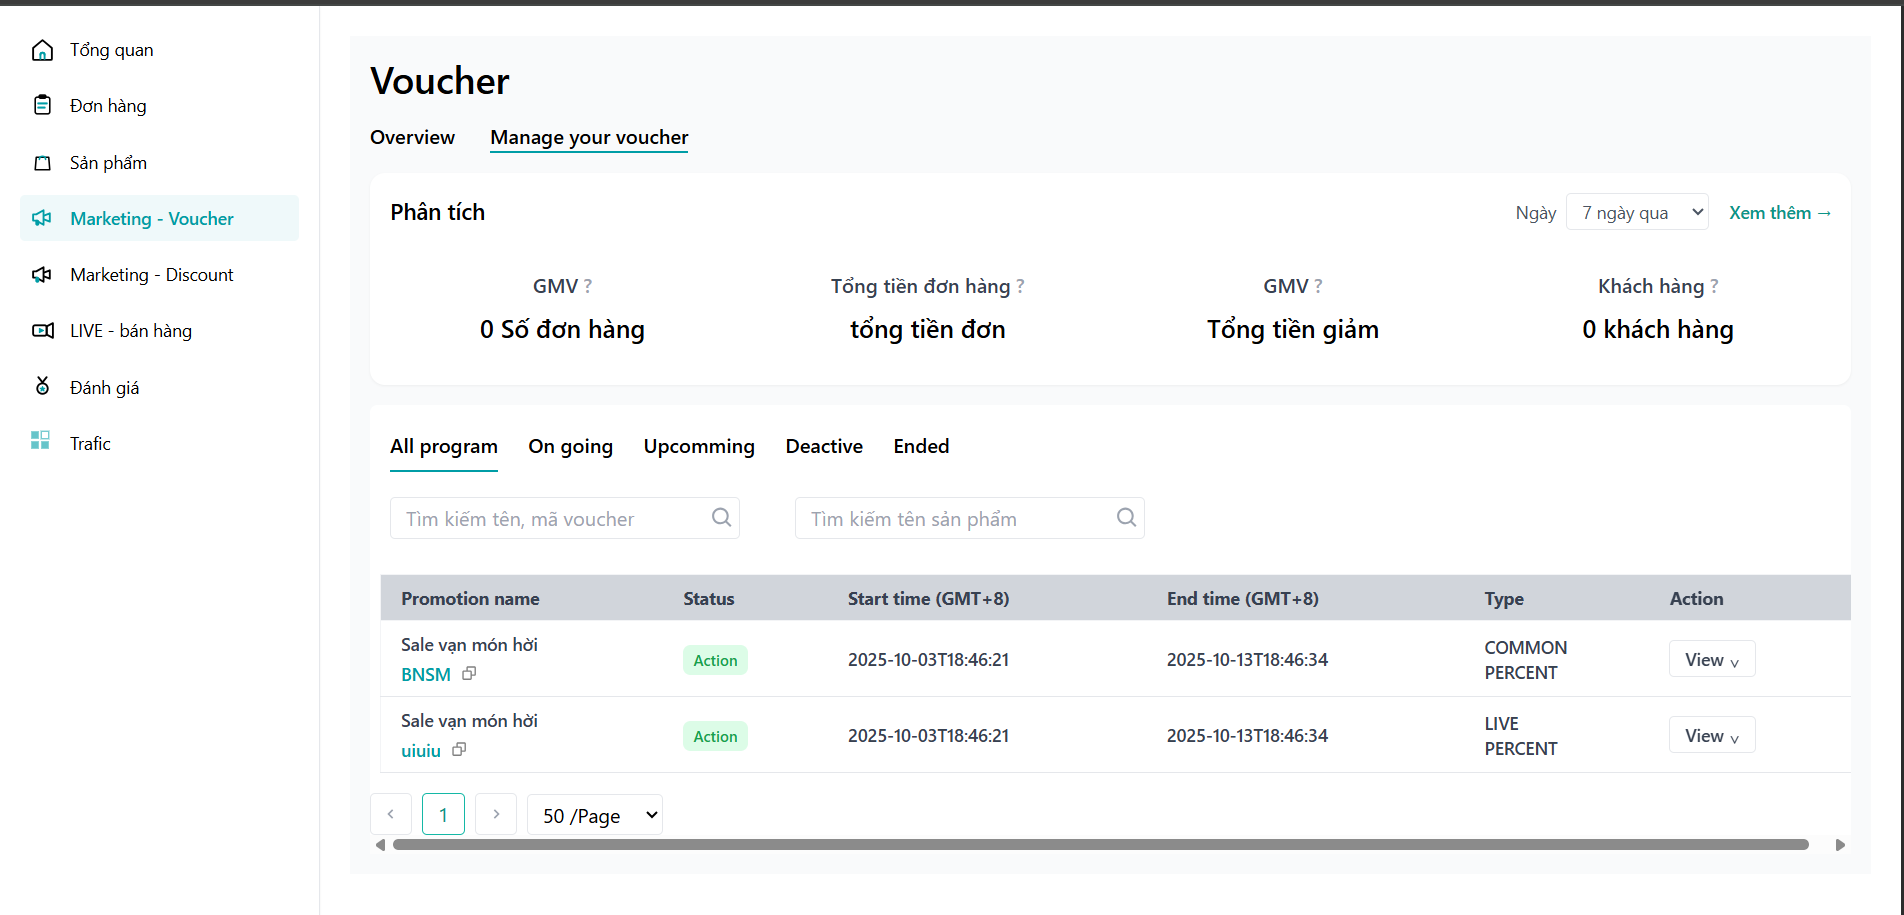 Tổng quan
Đơn hàng
Sản phẩm
Marketing - Voucher
Marketing - Discount
LIVE - bán hàng
Đánh giá
Trafic
Voucher
Overview Manage your voucher
Phân tích Ngày 7 ngày qua Xem thêm →
GMV ? Tổng tiền đơn hàng ? GMV ? Khách hàng ?
0 Số đơn hàng tổng tiền đơn Tổng tiền giảm 0 khách hàng
All program On going Upcomming Deactive Ended
Tìm kiếm tên, mã voucher Tìm kiếm tên sản phẩm
Promotion name Status Start time (GMT+8) End time (GMT+8) Type Action
Sale vạn món hời
BNSM Action 2025-10-03T18:46:21 2025-10-13T18:46:34 COMMON PERCENT View v
Sale vạn món hời
uiuiu Action 2025-10-03T18:46:21 2025-10-13T18:46:34 LIVE PERCENT View v
< 1 > 50 /Page